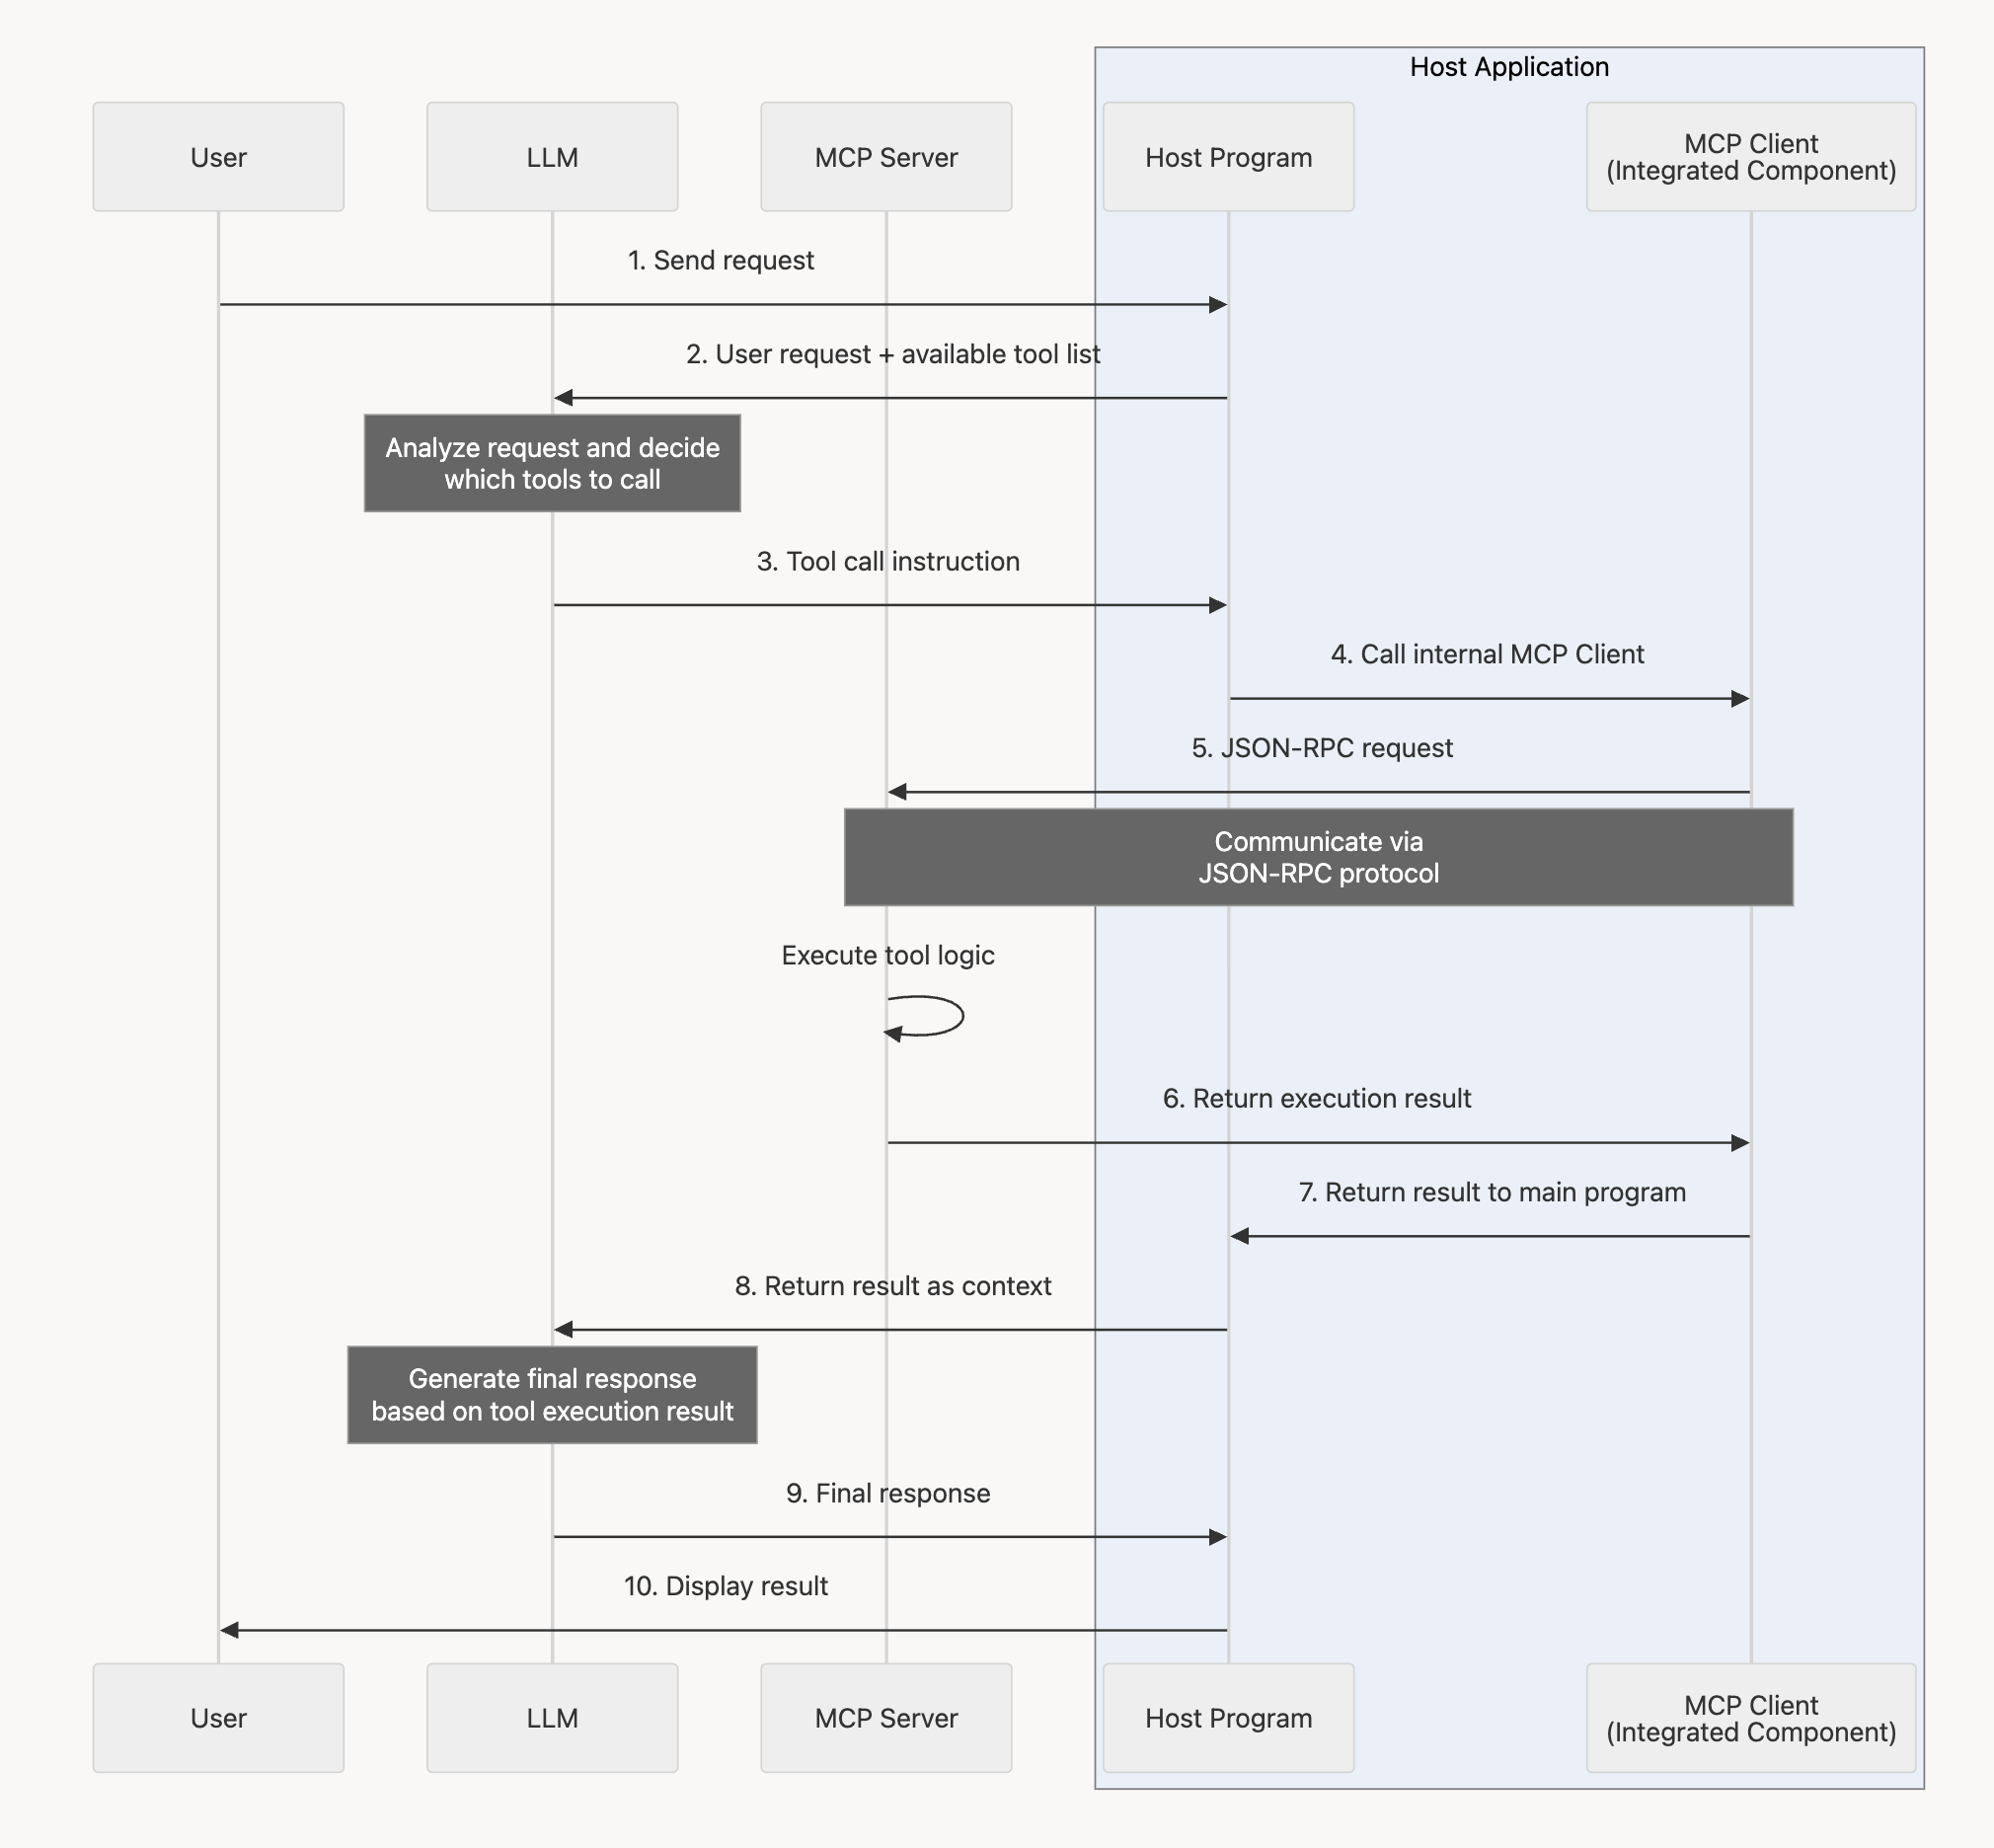 Host Application
User
LLM
MCP Server
Host Program
MCP Client
(Integrated Component)
1. Send request
2. User request + available tool list
Analyze request and decide
which tools to call
3. Tool call instruction
4. Call internal MCP Client
5. JSON-RPC request
Communicate via
JSON-RPC protocol
Execute tool logic
6. Return execution result
7. Return result to main program
8. Return result as context
Generate final response
based on tool execution result
9. Final response
10. Display result
User
LLM
MCP Server
Host Program
MCP Client
(Integrated Component)